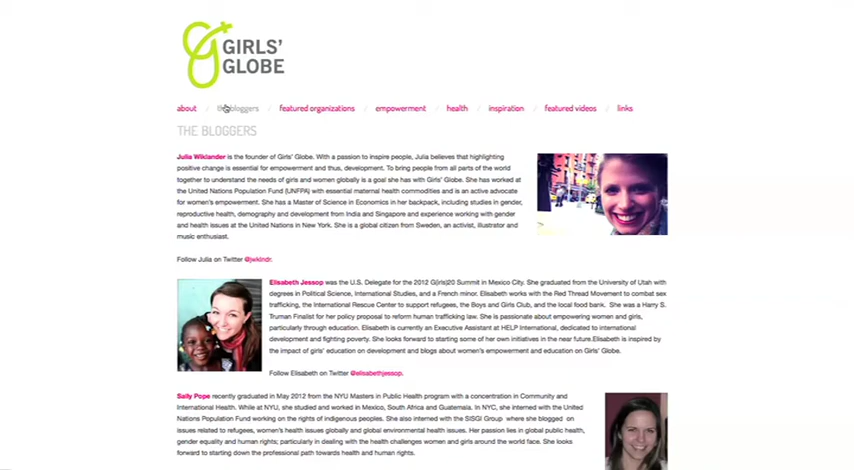 GIRLS'
GLOBE
about / the bloggers / featured organizations / empowerment / health / inspiration / featured videos / links
THE BLOGGERS
Julia Wiklander is the founder of Girls' Globe. With a passion to inspire people, Julia believes that highlighting
positive change is essential for empowerment and thus, development. To bring people from all parts of the world
together to understand the needs of girls and women globally is a goal she has with Girls' Globe. She has worked at
the United Nations Population Fund (UNFPA) with essential maternal health commodities and is an active advocate
for women's empowerment. She has a Master of Science in Economics in her backpack, including studies in gender,
reproductive health, demography and development from India and Singapore and experience working with gender
and health issues at the United Nations in New York. She is a global citizen from Sweden, an activist, illustrator and
music enthusiast.
Follow Julia on Twitter @jwklndr.
Elisabeth Jessop was the U.S. Delegate for the 2012 G(irls)20 Summit in Mexico City. She graduated from the University of Utah with
degrees in Political Science, International Studies, and a French minor. Elisabeth works with the Red Thread Movement to combat sex
trafficking, the International Rescue Center to support refugees, the Boys and Girls Club, and the local food bank. She was a Harry S.
Truman Finalist for her policy proposal to reform human trafficking law. She is passionate about empowering women and girls,
particularly through education. Elisabeth is currently an Executive Assistant at HELP International, dedicated to international
development and fighting poverty. She looks forward to starting some of her own initiatives in the near future.Elisabeth is inspired by
the impact of girls' education on development and blogs about women's empowerment and education on Girls' Globe.
Follow Elisabeth on Twitter @elisabethjessop.
Sally Pope recently graduated in May 2012 from the NYU Masters in Public Health program with a concentration in Community and
International Health. While at NYU, she studied and worked in Mexico, South Africa and Guatemala. In NYC, she interned with the United
Nations Population Fund working on the rights of indigenous peoples. She also interned with the SISGI Group where she blogged on
issues related to refugees, women's health issues globally and global environmental health issues. Her passion lies in global public health,
gender equality and human rights; particularly in dealing with the health challenges women and girls around the world face. She looks
forward to starting down the professional path towards health and human rights.